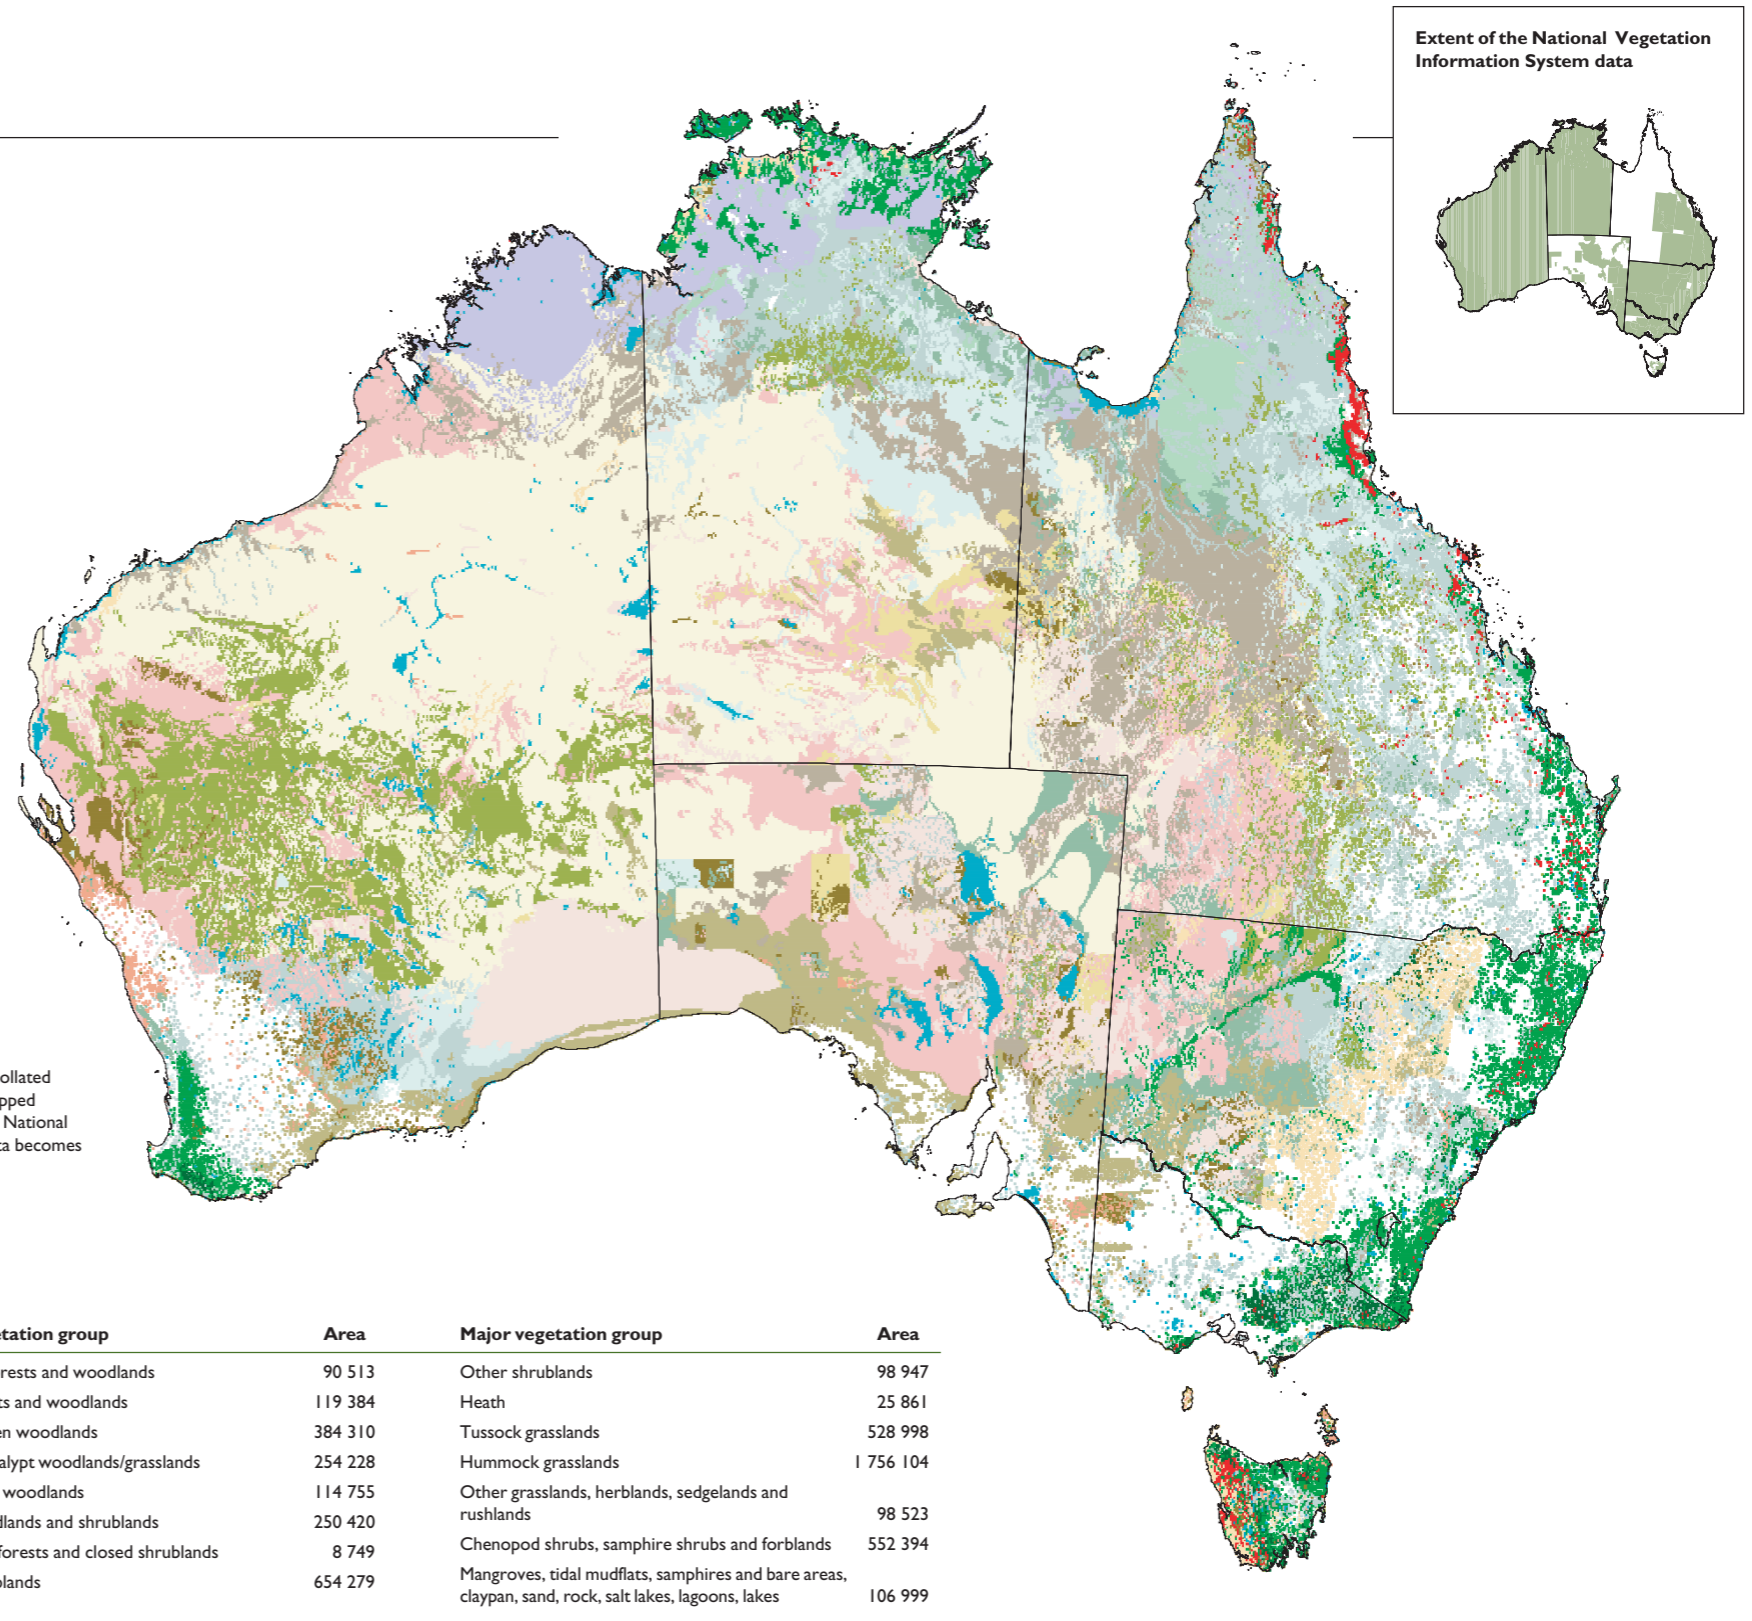 Extent of the National Vegetation
Information System data
ollated
pped
National
ta becomes
etation group Area
rests and woodlands 90 513
ts and woodlands 119 384
en woodlands 384 310
alypt woodlands/grasslands 254 228
woodlands 114 755
dlands and shrublands 250 420
forests and closed shrublands 8 749
lands 654 279
Major vegetation group Area
Other shrublands 98 947
Heath 25 861
Tussock grasslands 528 998
Hummock grasslands 1 756 104
Other grasslands, herblands, sedgelands and
rushlands 98 523
Chenopod shrubs, samphire shrubs and forblands 552 394
Mangroves, tidal mudflats, samphires and bare areas,
claypan, sand, rock, salt lakes, lagoons, lakes 106 999